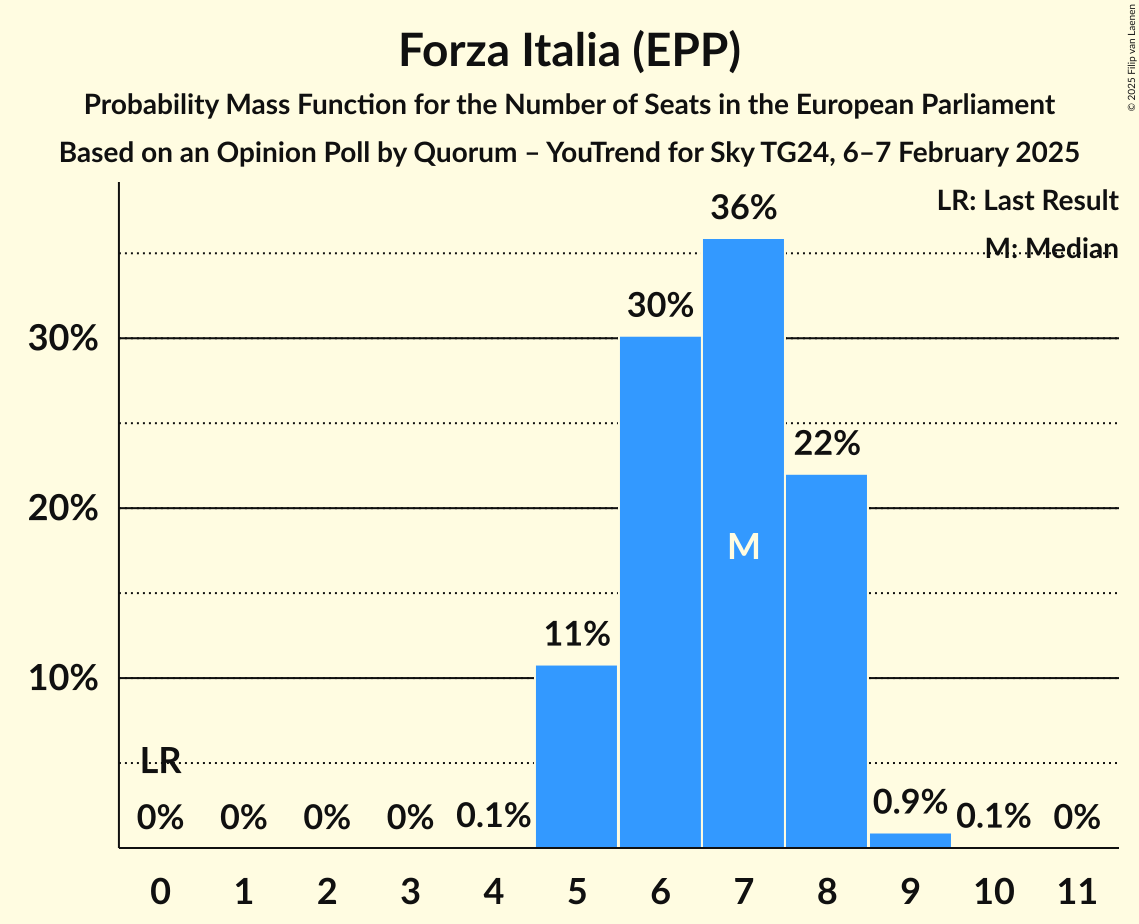 Forza Italia (EPP)
Probability Mass Function for the Number of Seats in the European Parliament
Based on an Opinion Poll by Quorum – YouTrend for Sky TG24, 6–7 February 2025
© 2025 Filip van Laenen
LR: Last Result
M: Median
36%
30%
30%
22%
20%
M
11%
10%
LR
0% 0% 0% 0% 0.1% 0.9% 0.1% 0%
0 1 2 3 4 5 6 7 8 9 10 11